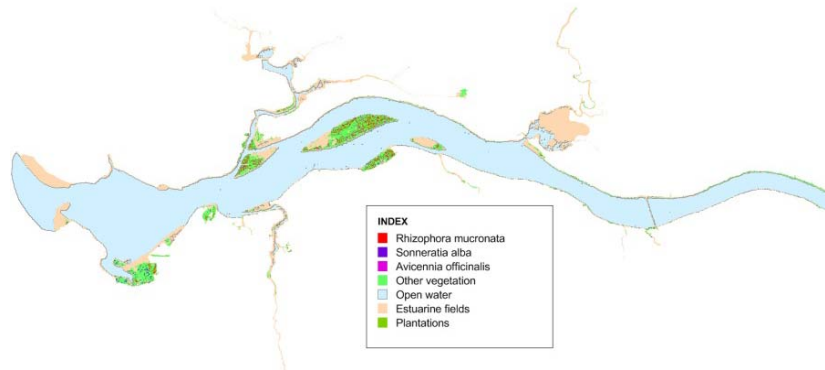 INDEX
Rhizophora mucronata
Sonneratia alba
Avicennia officinalis
Other vegetation
Open water
Estuarine fields
Plantations